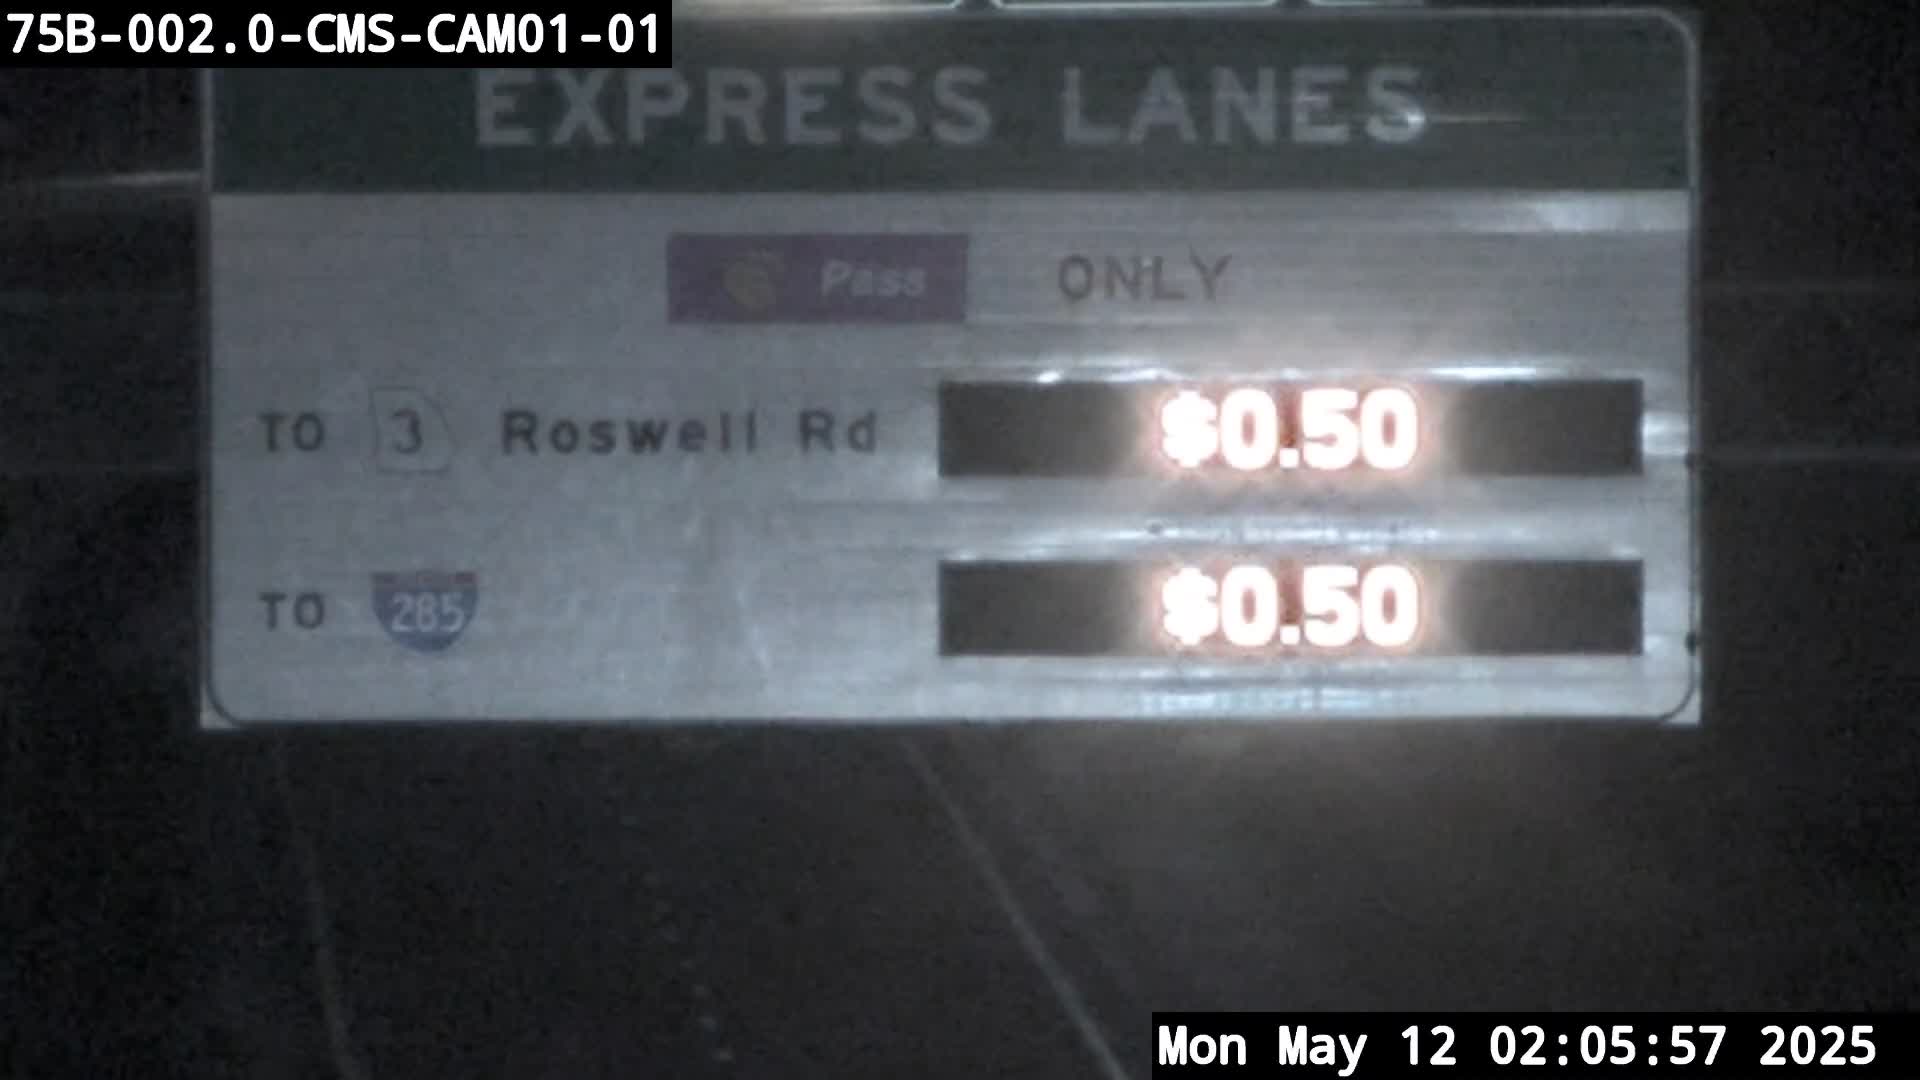 75B-002.0-CMS-CAM01-01
EXPRESS LANES
Pass ONLY
TO 3 Roswell Rd $0.50
TO 285 $0.50
Mon May 12 02:05:57 2025